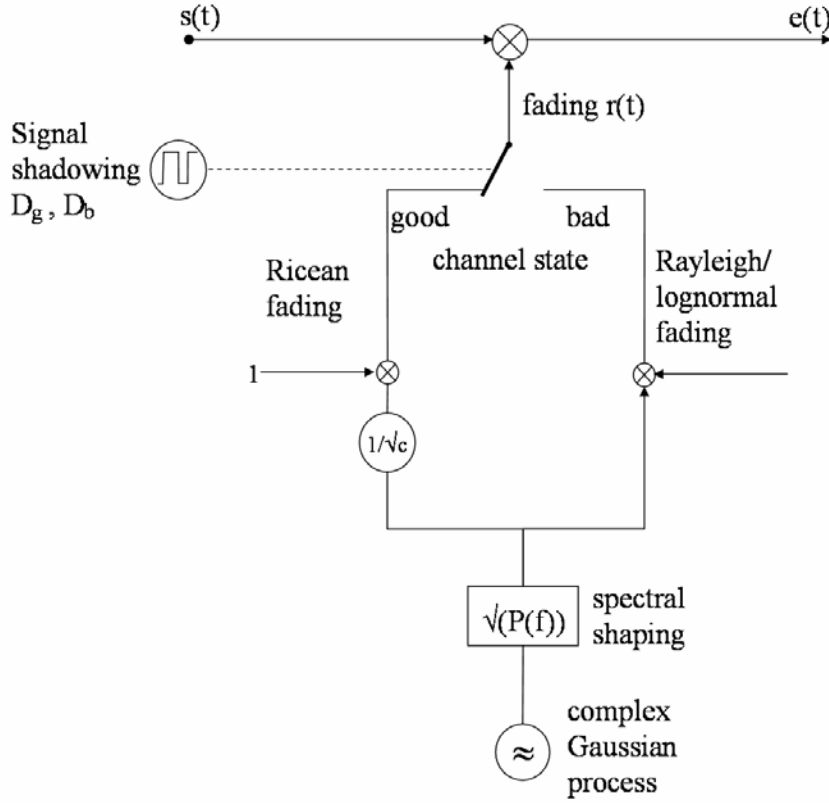 s(t)
e(t)
fading r(t)
Signal
shadowing
D_g , D_b
good
bad
channel state
Ricean
fading
Rayleigh/
lognormal
fading
1
1/√c
√(P(f))
spectral
shaping
≈
complex
Gaussian
process